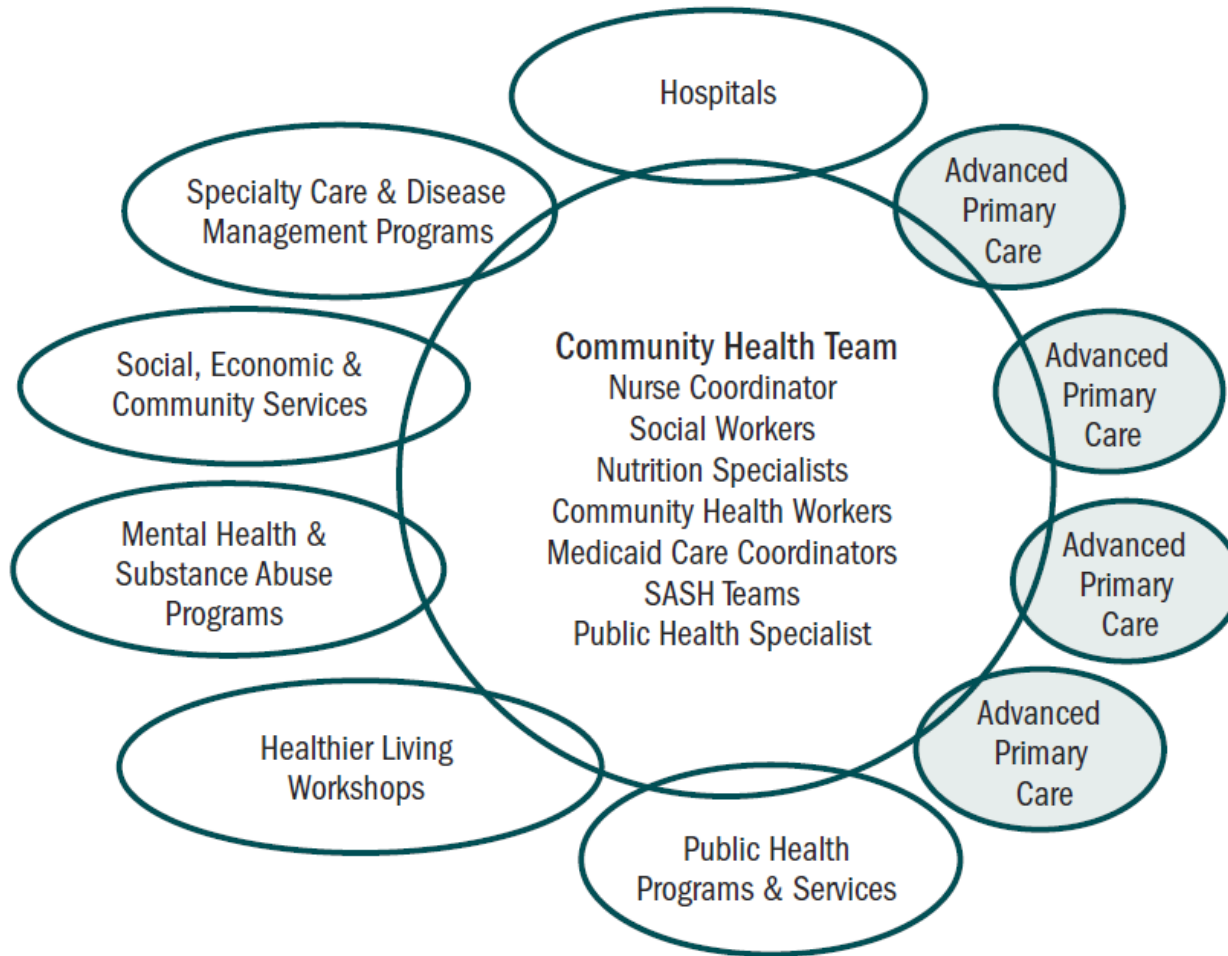 Hospitals
Specialty Care & Disease
Management Programs
Social, Economic &
Community Services
Mental Health &
Substance Abuse
Programs
Healthier Living
Workshops
Public Health
Programs & Services
Community Health Team
Nurse Coordinator
Social Workers
Nutrition Specialists
Community Health Workers
Medicaid Care Coordinators
SASH Teams
Public Health Specialist
Advanced
Primary
Care
Advanced
Primary
Care
Advanced
Primary
Care
Advanced
Primary
Care